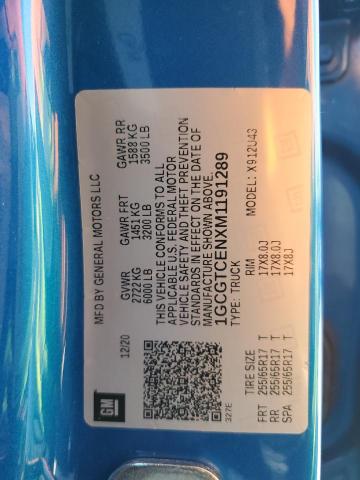 MFD BY GENERAL MOTORS LLC
12/20
GVWR GAWR FRT GAWR RR
2722 KG 1451 KG 1588 KG
6000 LB 3200 LB 3500 LB
THIS VEHICLE CONFORMS TO ALL
APPLICABLE U.S. FEDERAL MOTOR
VEHICLE SAFETY AND THEFT PREVENTION
STANDARDS IN EFFECT ON THE DATE OF
MANUFACTURE SHOWN ABOVE.
1GCGTCENXM1191289
TYPE: TRUCK MODEL: X912U43
327E
TIRE SIZE RIM
FRT 255/65R17 T 17X8.0J
RR 255/65R17 T 17X8.0J
SPA 255/65R17 T 17X8J
GM